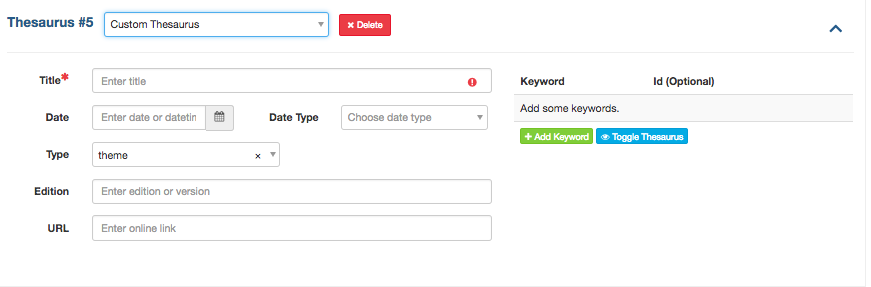 Thesaurus #5 Custom Thesaurus Delete
Title* Enter title
Keyword Id (Optional)
Add some keywords.
Date Enter date or datetin Date Type Choose date type
Add Keyword Toggle Thesaurus
Type theme ×
Edition Enter edition or version
URL Enter online link